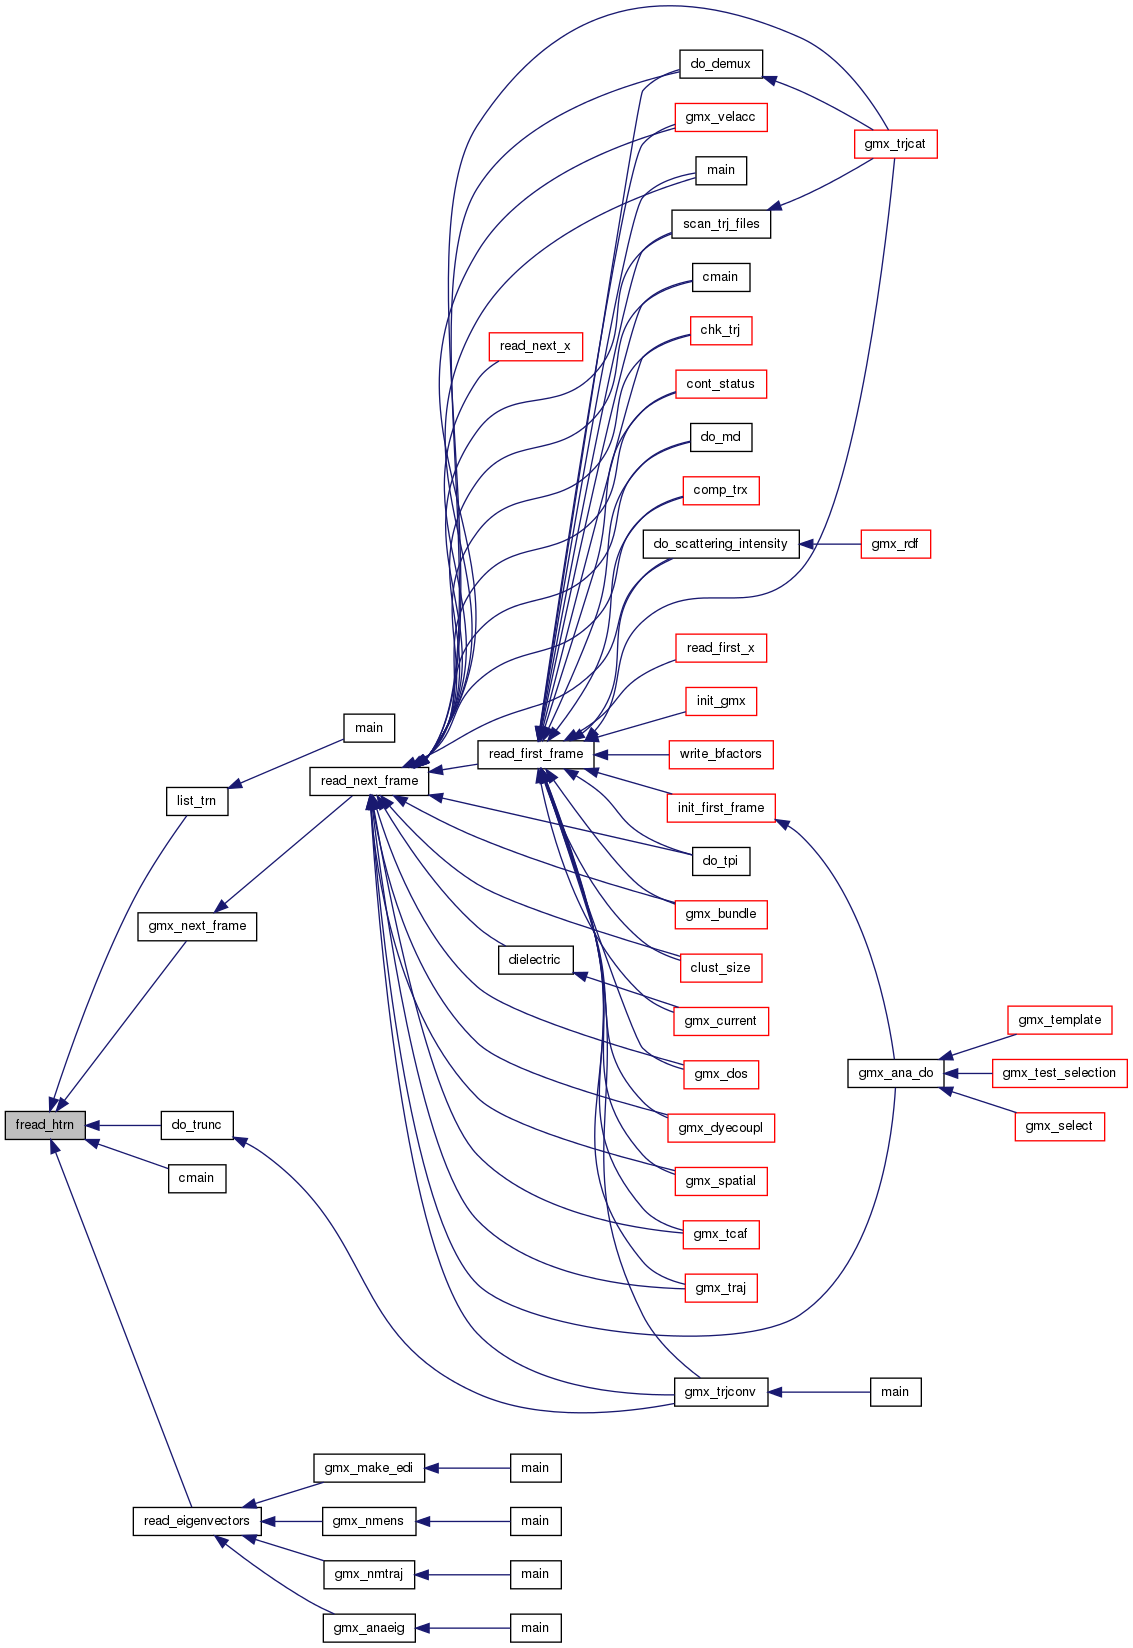 do_demux
gmx_velacc
gmx_trjcat
main
scan_trj_files
cmain
chk_trj
read_next_x
cont_status
do_md
comp_trx
do_scattering_intensity
gmx_rdf
read_first_x
init_gmx
main
read_first_frame
write_bfactors
read_next_frame
list_trn
init_first_frame
do_tpi
gmx_bundle
gmx_next_frame
dielectric
clust_size
gmx_current
gmx_template
gmx_dos
gmx_ana_do
gmx_test_selection
fread_htrn
do_trunc
gmx_dyecoupl
gmx_select
cmain
gmx_spatial
gmx_tcaf
gmx_traj
gmx_trjconv
main
gmx_make_edi
main
read_eigenvectors
gmx_nmens
main
gmx_nmtraj
main
gmx_anaeig
main